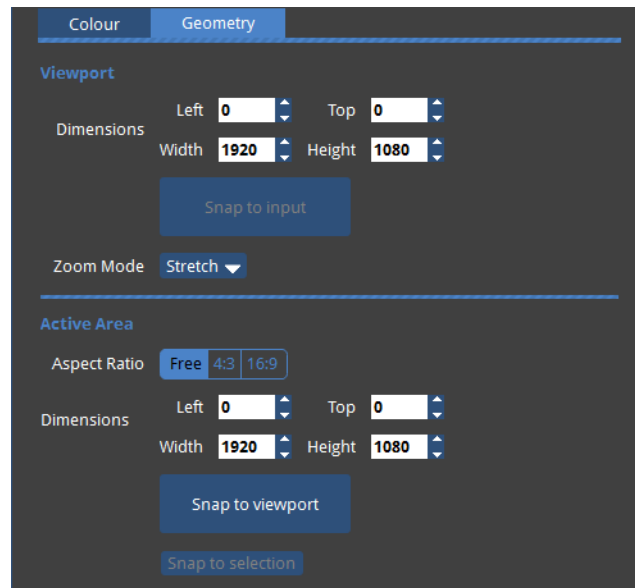 Colour Geometry
Viewport
Left 0 Top 0
Dimensions
Width 1920 Height 1080
Snap to input
Zoom Mode Stretch
Active Area
Aspect Ratio Free 4:3 16:9
Left 0 Top 0
Dimensions
Width 1920 Height 1080
Snap to viewport
Snap to selection